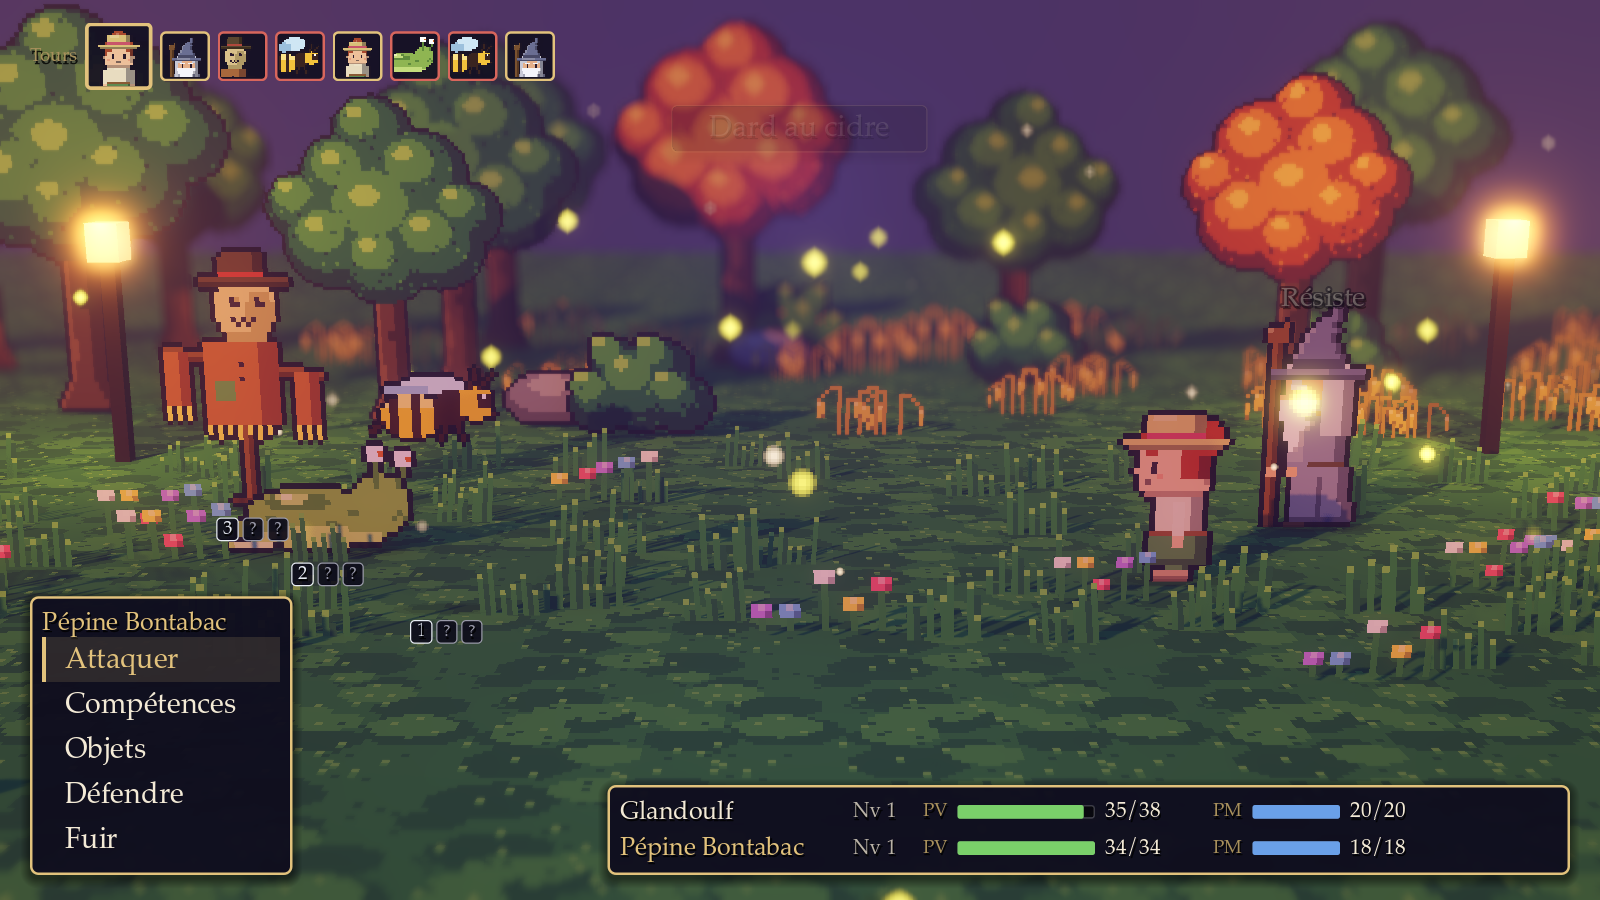 Tours
Dard au cidre
Résiste
3 ? ?
2 ? ?
1 ? ?
Pépine Bontabac
Attaquer
Compétences
Objets
Défendre
Fuir
Glandoulf Nv 1 PV 35/38 PM 20/20
Pépine Bontabac Nv 1 PV 34/34 PM 18/18